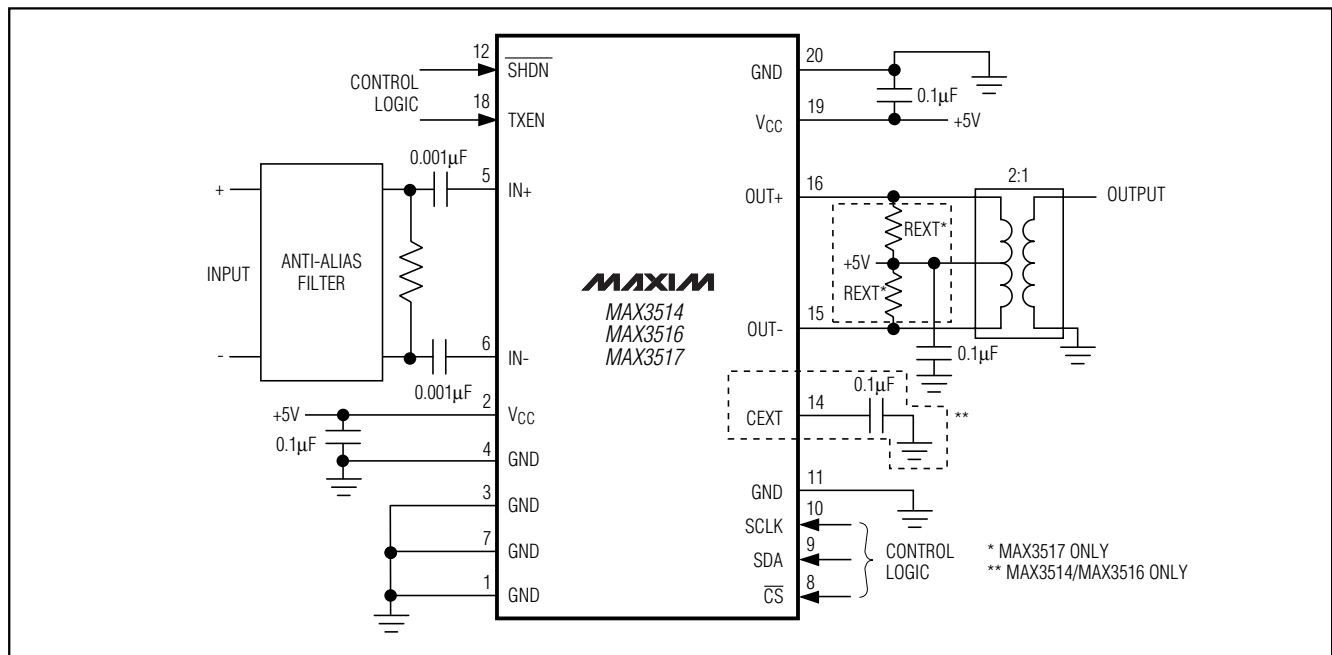 12
SHDN
CONTROL
LOGIC
18
TXEN
0.001µF
5
IN+
+
INPUT
-
ANTI-ALIAS
FILTER
6
IN-
0.001µF
+5V
2
VCC
0.1µF
4
GND
3
GND
7
GND
1
GND
MAXIM
MAX3514
MAX3516
MAX3517
20
GND
0.1µF
19
VCC
+5V
16
OUT+
2:1
OUTPUT
REXT*
+5V
REXT*
15
OUT-
0.1µF
0.1µF
14
CEXT
**
11
GND
10
SCLK
9
SDA
8
CS
CONTROL
LOGIC
* MAX3517 ONLY
** MAX3514/MAX3516 ONLY